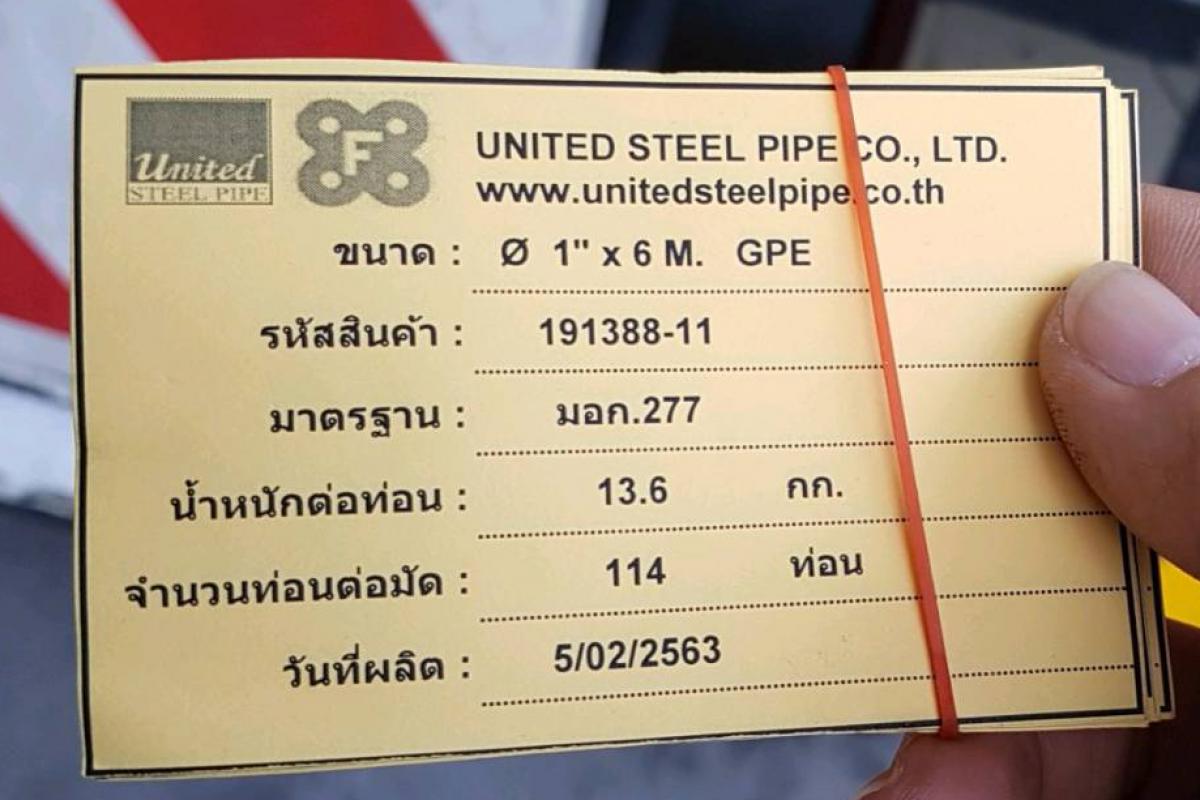 United
STEEL PIPE
F
UNITED STEEL PIPE CO., LTD.
www.unitedsteelpipe.co.th
ขนาด : Ø 1" x 6 M. GPE
รหัสสินค้า : 191388-11
มาตรฐาน : มอก.277
น้ำหนักต่อท่อน : 13.6 กก.
จำนวนท่อนต่อมัด : 114 ท่อน
วันที่ผลิต : 5/02/2563